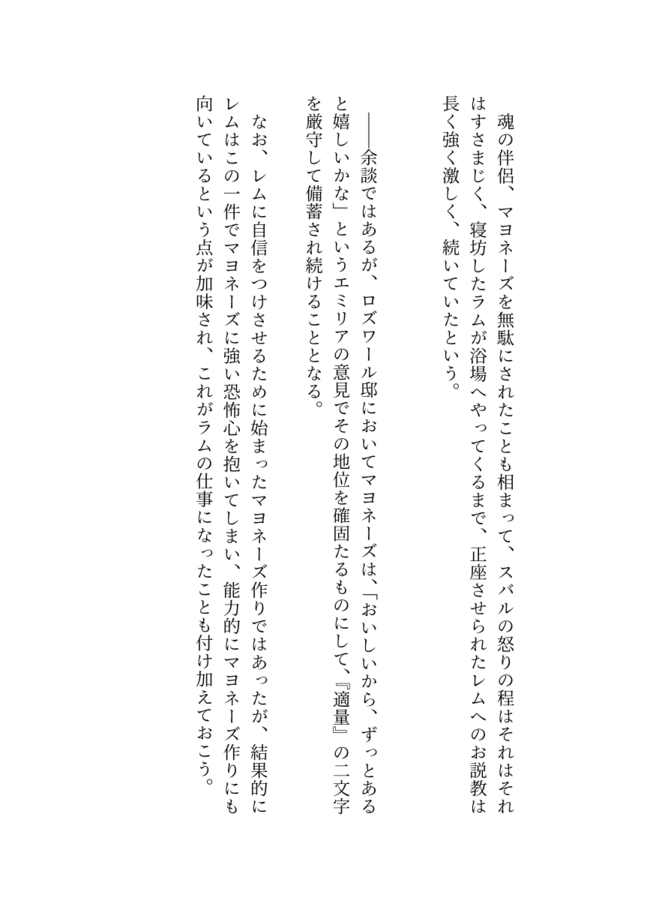 魂の伴侶、マヨネーズを無駄にされたことも相まって、スバルの怒りの程はそれはそれ
はすさまじく、寝坊したラムが浴場へやってくるまで、正座させられたレムへのお説教は
長く強く激しく、続いていたという。
　――余談ではあるが、ロズワール邸においてマヨネーズは、「おいしいから、ずっとある
と嬉しいかな」というエミリアの意見でその地位を確固たるものにして、『適量』の二文字
を厳守して備蓄され続けることとなる。
　なお、レムに自信をつけさせるために始まったマヨネーズ作りではあったが、結果的に
レムはこの一件でマヨネーズに強い恐怖心を抱いてしまい、能力的にマヨネーズ作りにも
向いているという点が加味され、これがラムの仕事になったことも付け加えておこう。